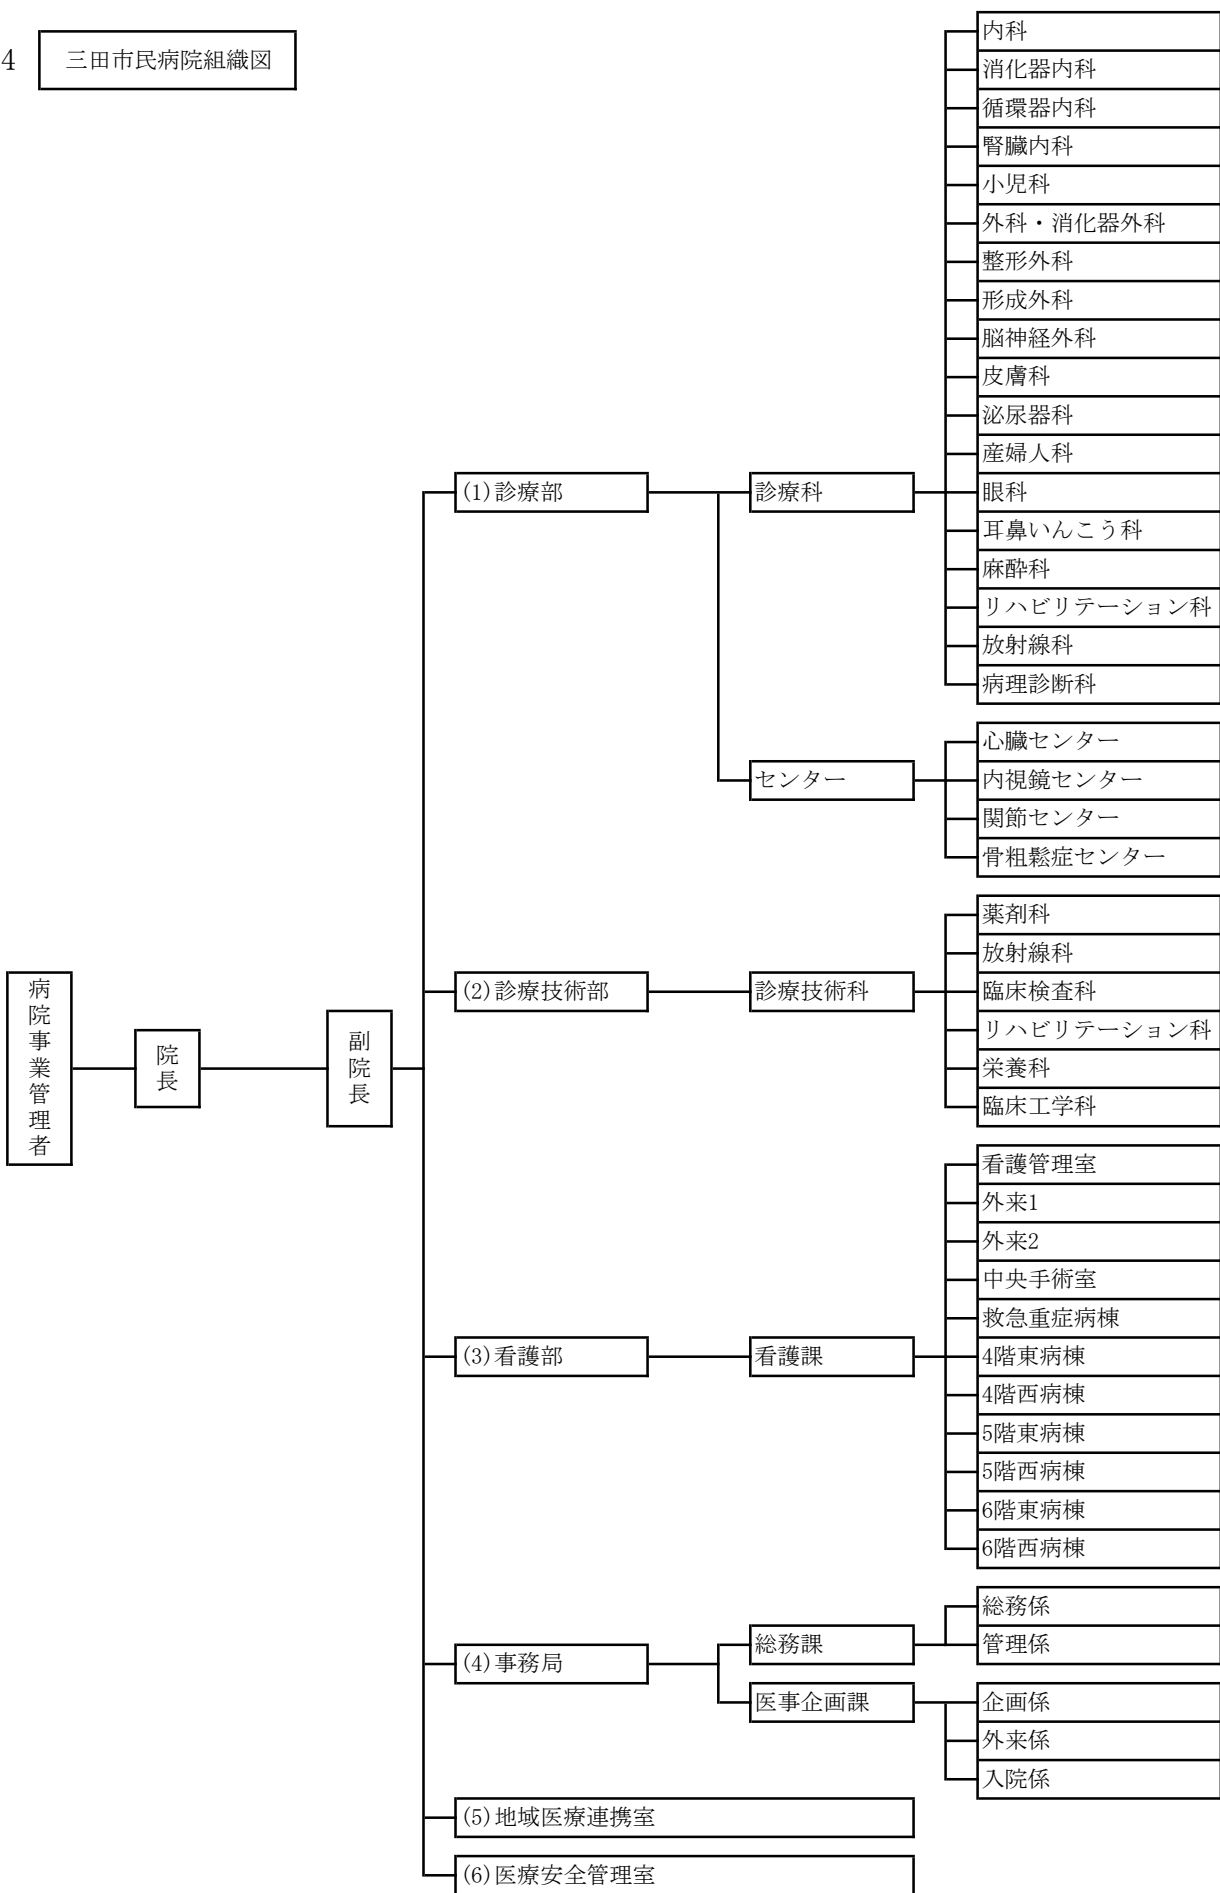 4
三田市民病院組織図
内科
消化器内科
循環器内科
腎臓内科
小児科
外科・消化器外科
整形外科
形成外科
脳神経外科
皮膚科
泌尿器科
産婦人科
(1)診療部
診療科
眼科
耳鼻いんこう科
麻酔科
リハビリテーション科
放射線科
病理診断科
心臓センター
センター
内視鏡センター
関節センター
骨粗鬆症センター
薬剤科
放射線科
病院事業管理者
院長
副院長
(2)診療技術部
診療技術科
臨床検査科
リハビリテーション科
栄養科
臨床工学科
看護管理室
外来1
外来2
中央手術室
救急重症病棟
(3)看護部
看護課
4階東病棟
4階西病棟
5階東病棟
5階西病棟
6階東病棟
6階西病棟
総務係
(4)事務局
総務課
管理係
医事企画課
企画係
外来係
入院係
(5)地域医療連携室
(6)医療安全管理室